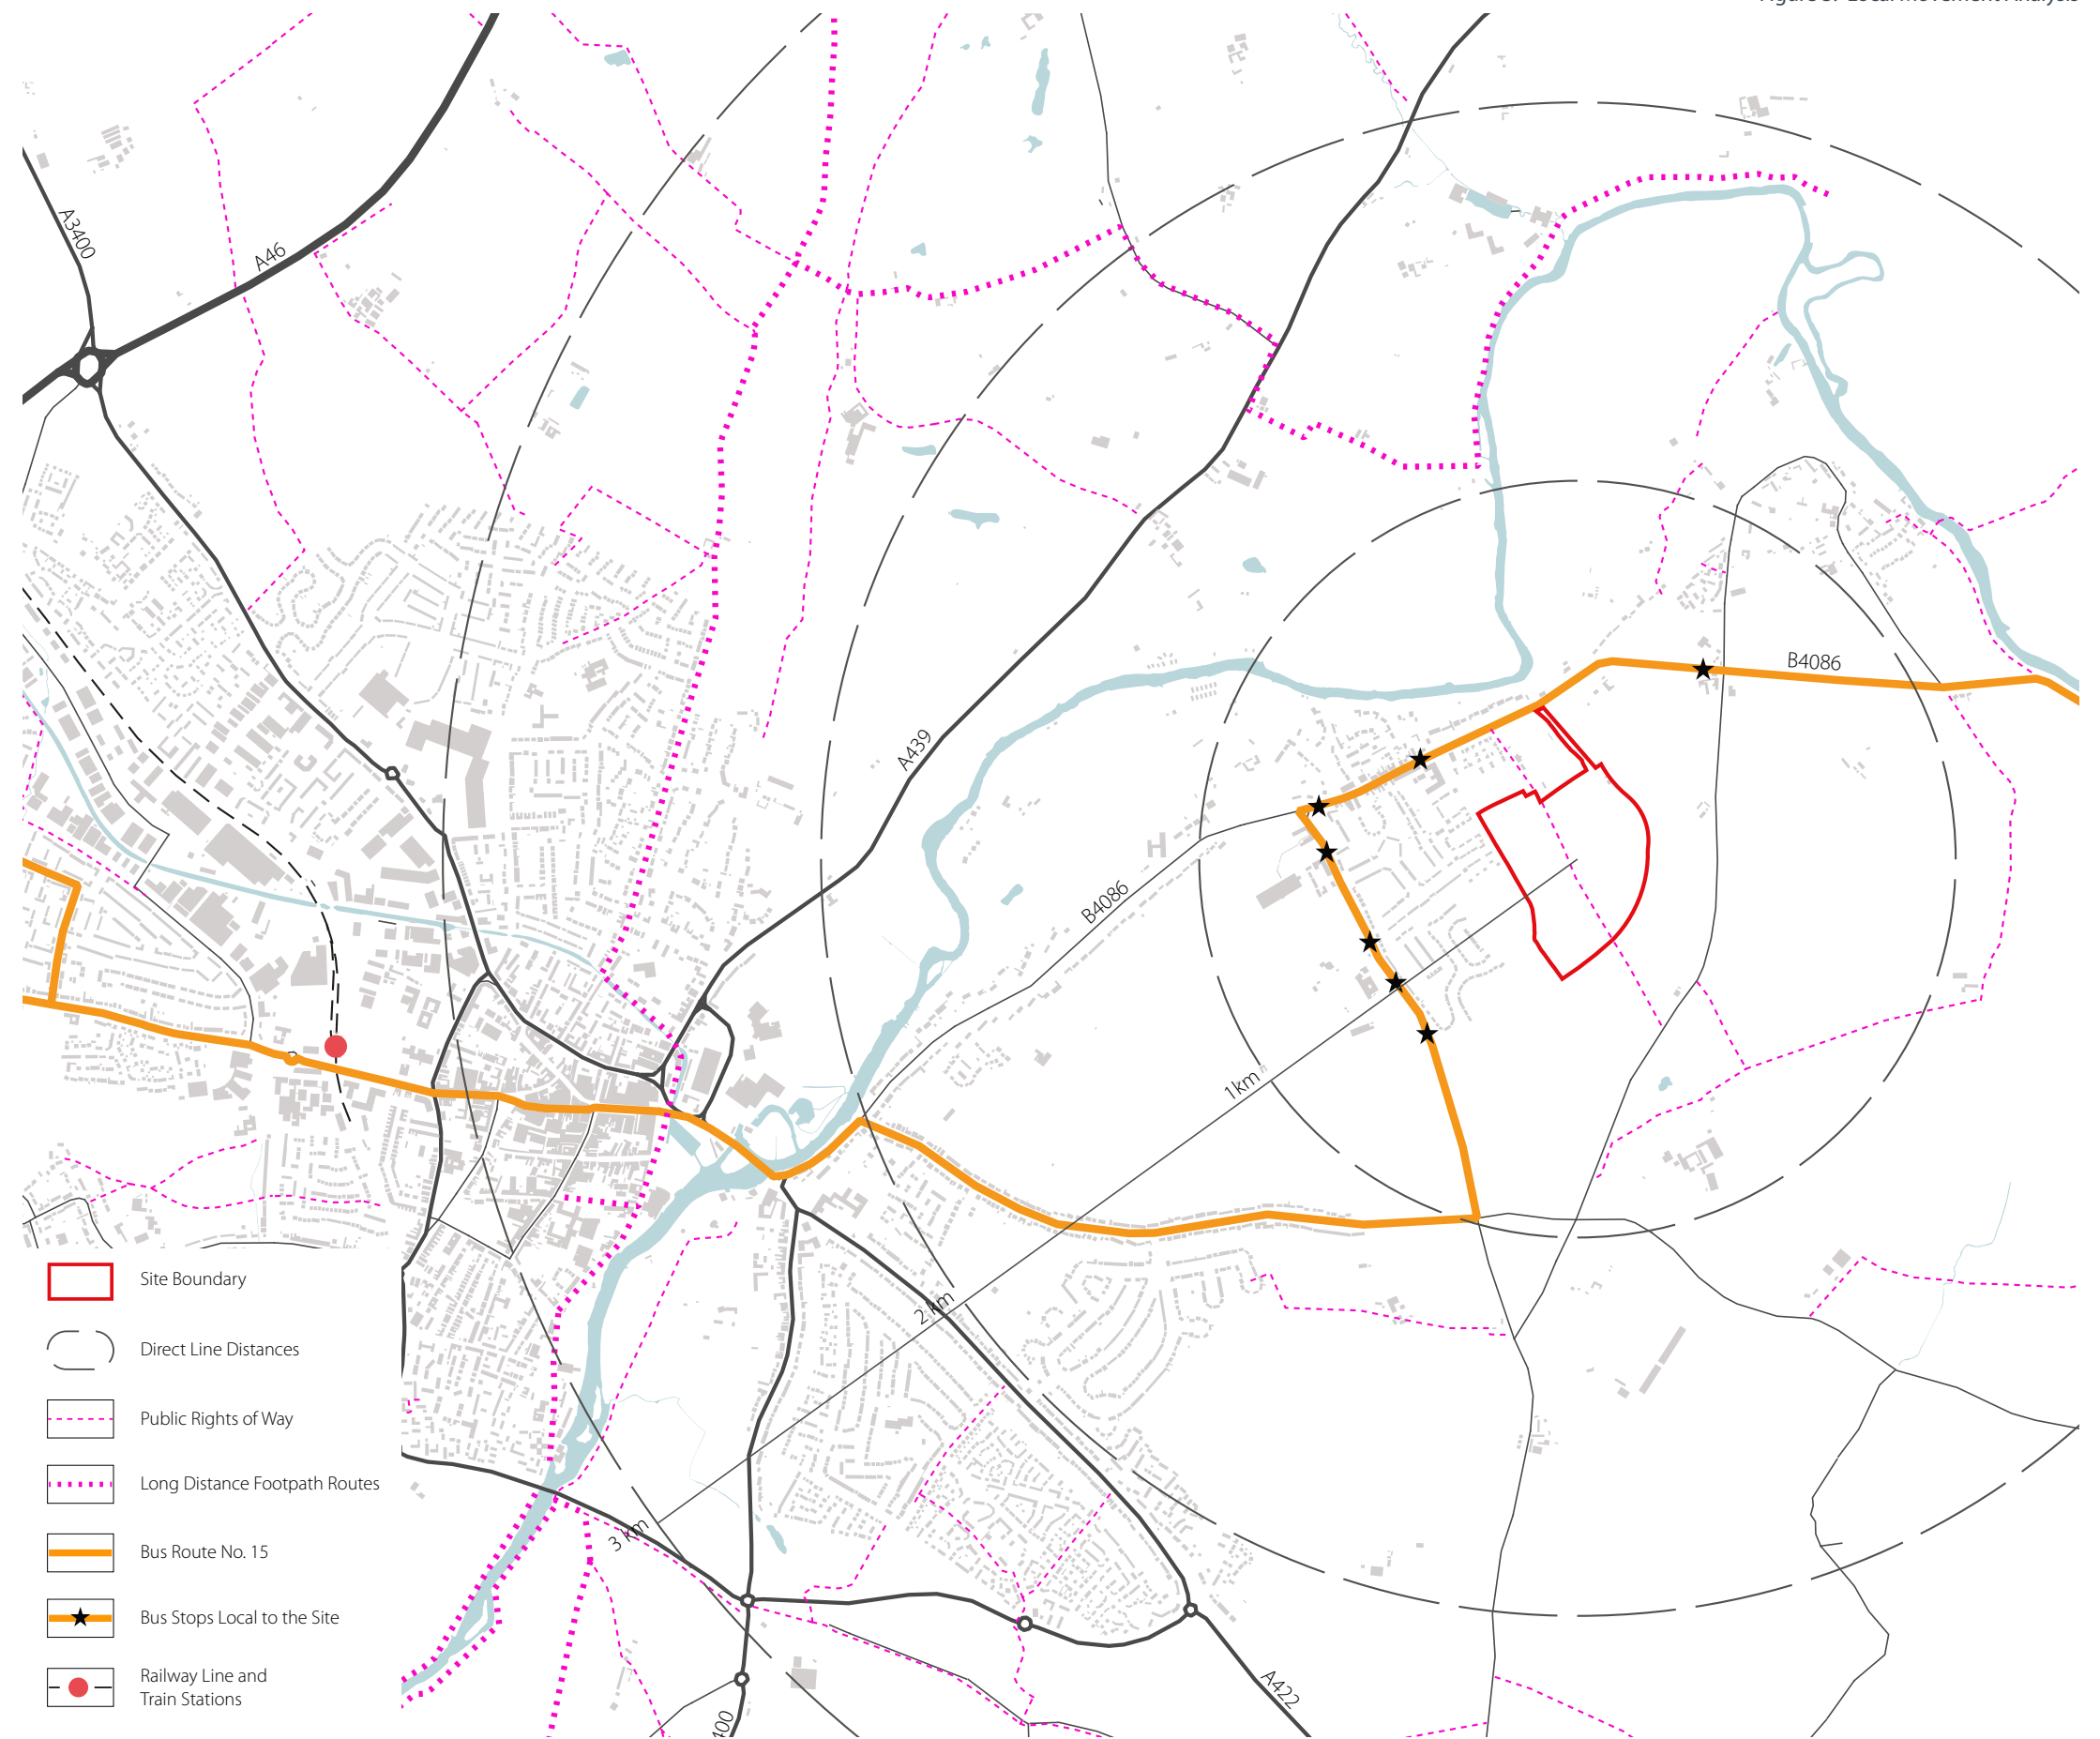 A3400
A46
B4086
A439
B4086
1km
2 km
3 km
A422
Site Boundary
Direct Line Distances
Public Rights of Way
Long Distance Footpath Routes
Bus Route No. 15
Bus Stops Local to the Site
Railway Line and
Train Stations